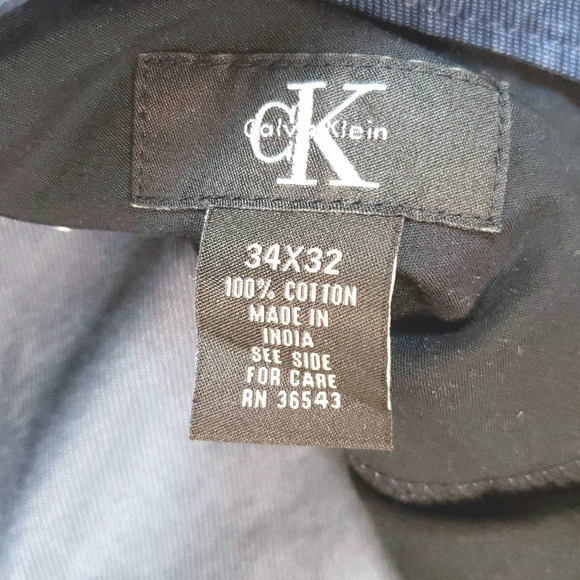 cK
Calvin Klein
34X32
100% COTTON
MADE IN
INDIA
SEE SIDE
FOR CARE
RN 36543